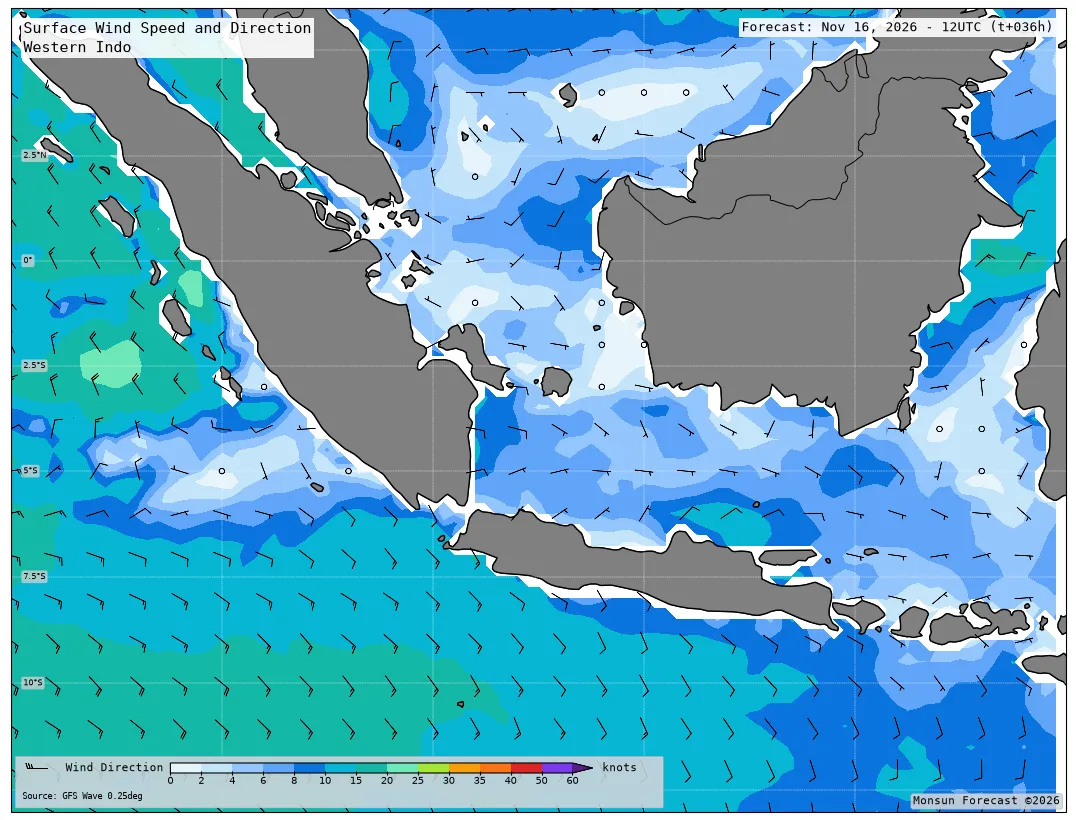 Surface Wind Speed and Direction
Western Indo
Forecast: Nov 16, 2026 - 12UTC (t+036h)
2.5°N
0°
2.5°S
5°S
7.5°S
10°S
Wind Direction
0 2 4 6 8 10 15 20 25 30 35 40 50 60
knots
Source: GFS Wave 0.25deg
Monsun Forecast ©2026